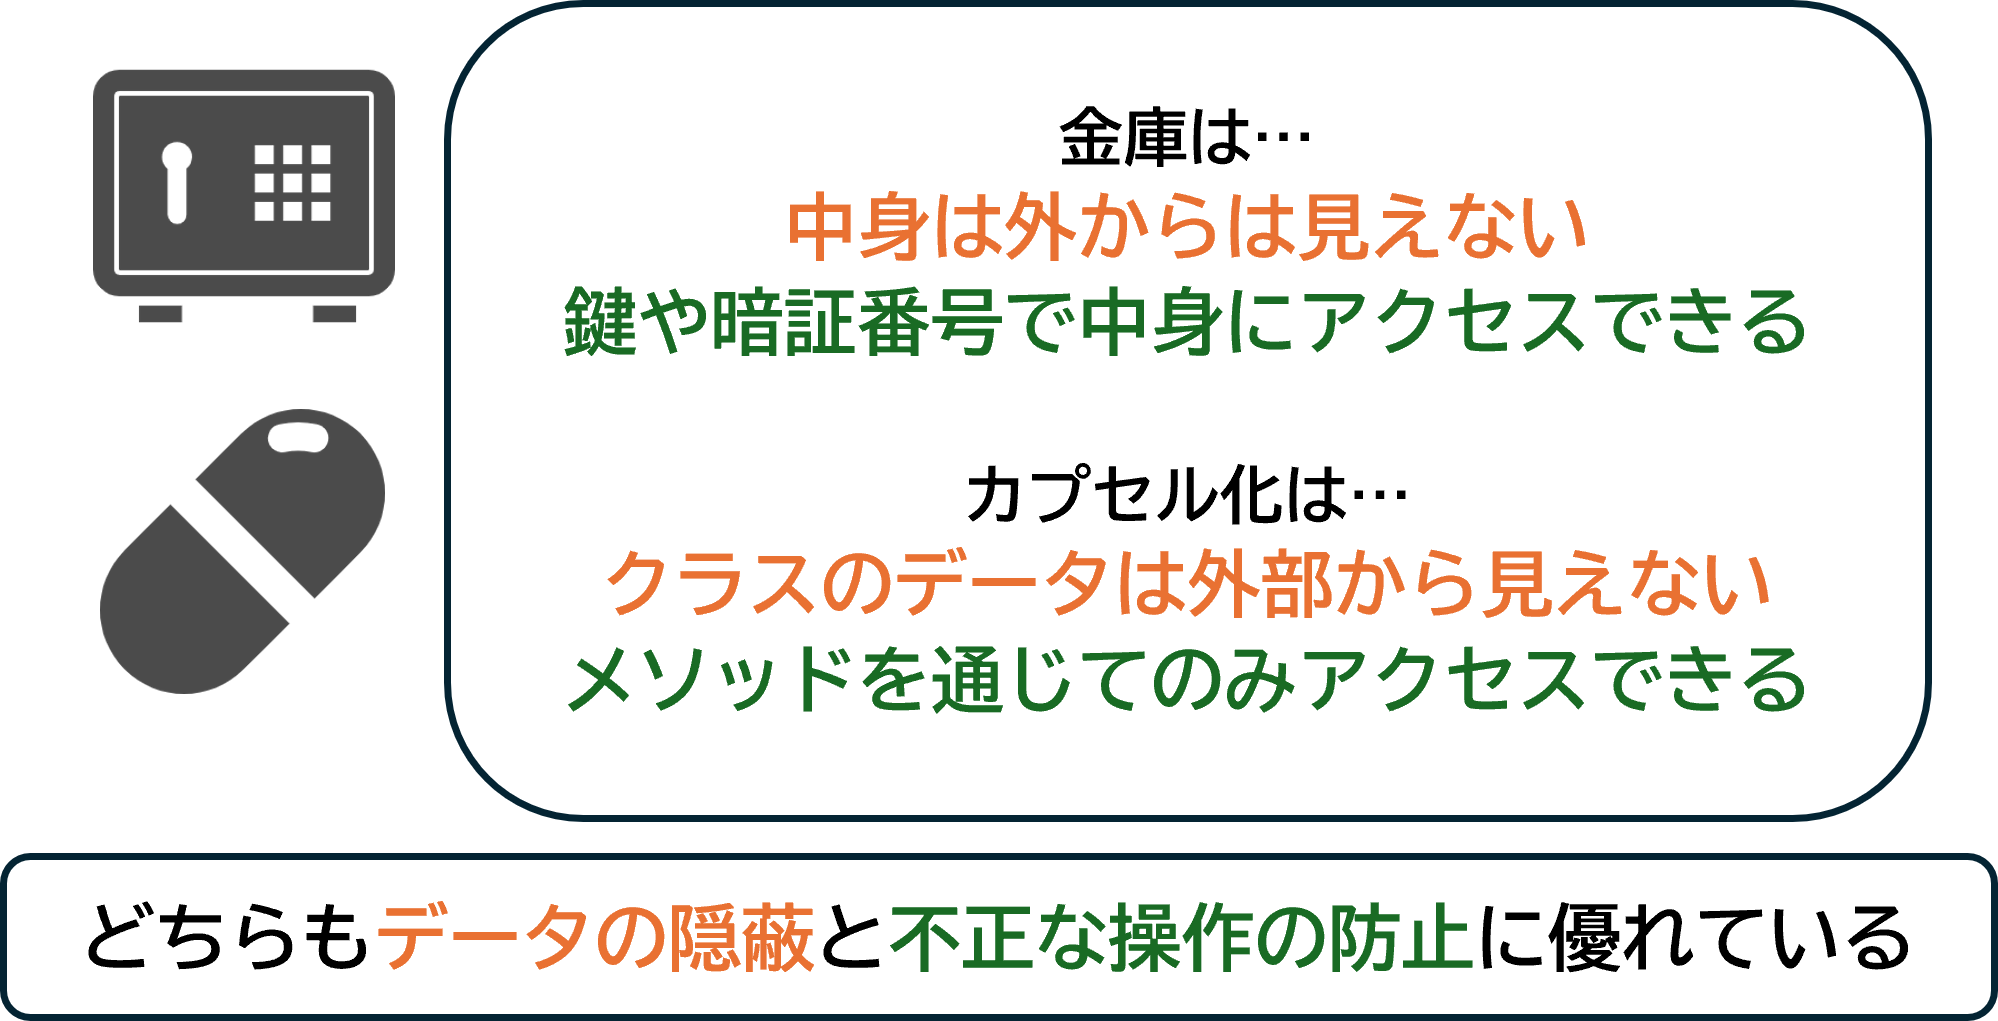 金庫は…
中身は外からは見えない
鍵や暗証番号で中身にアクセスできる
カプセル化は…
クラスのデータは外部から見えない
メソッドを通じてのみアクセスできる
どちらもデータの隠蔽と不正な操作の防止に優れている